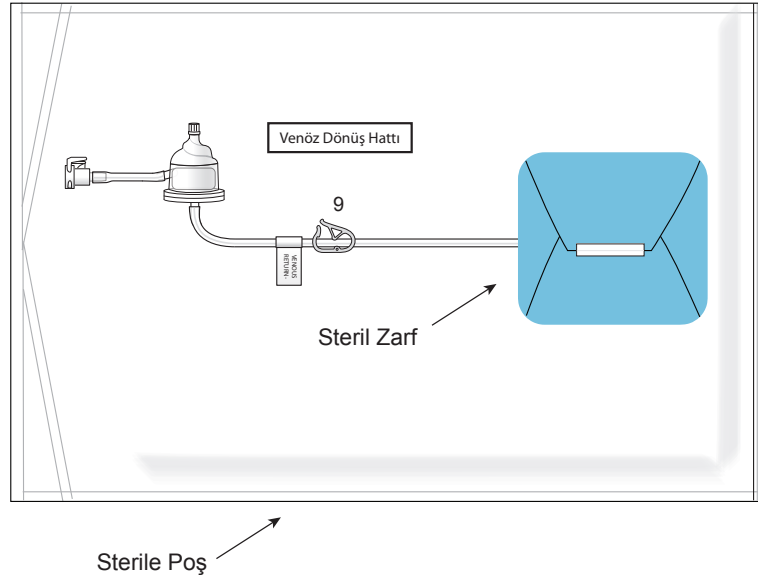 Venöz Dönüş Hattı
9
VENOUS
RETURN-
Steril Zarf
Sterile Poş